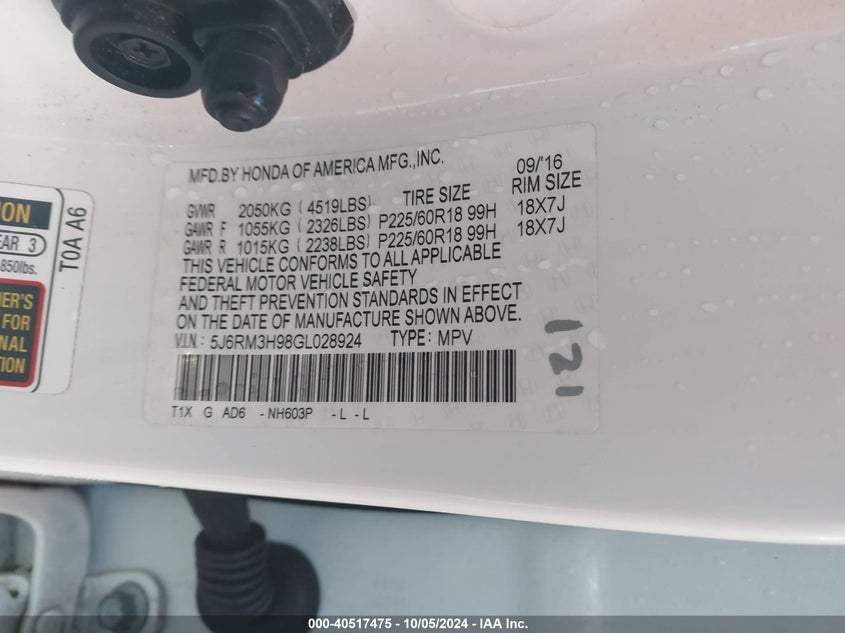 MFD.BY HONDA OF AMERICA MFG.,INC. 09/'16
TIRE SIZE RIM SIZE
GVWR 2050KG ( 4519LBS)
GAWR F 1055KG ( 2326LBS) P225/60R18 99H 18X7J
GAWR R 1015KG ( 2238LBS) P225/60R18 99H 18X7J
THIS VEHICLE CONFORMS TO ALL APPLICABLE
FEDERAL MOTOR VEHICLE SAFETY
AND THEFT PREVENTION STANDARDS IN EFFECT
ON THE DATE OF MANUFACTURE SHOWN ABOVE.
V.I.N.: 5J6RM3H98GL028924 TYPE: MPV
T1X G AD6 -NH603P -L -L
121
ION
EAR 3
850lbs.
T0A A6
ER'S
FOR
NAL
TION
000-40517475 - 10/05/2024 - IAA Inc.